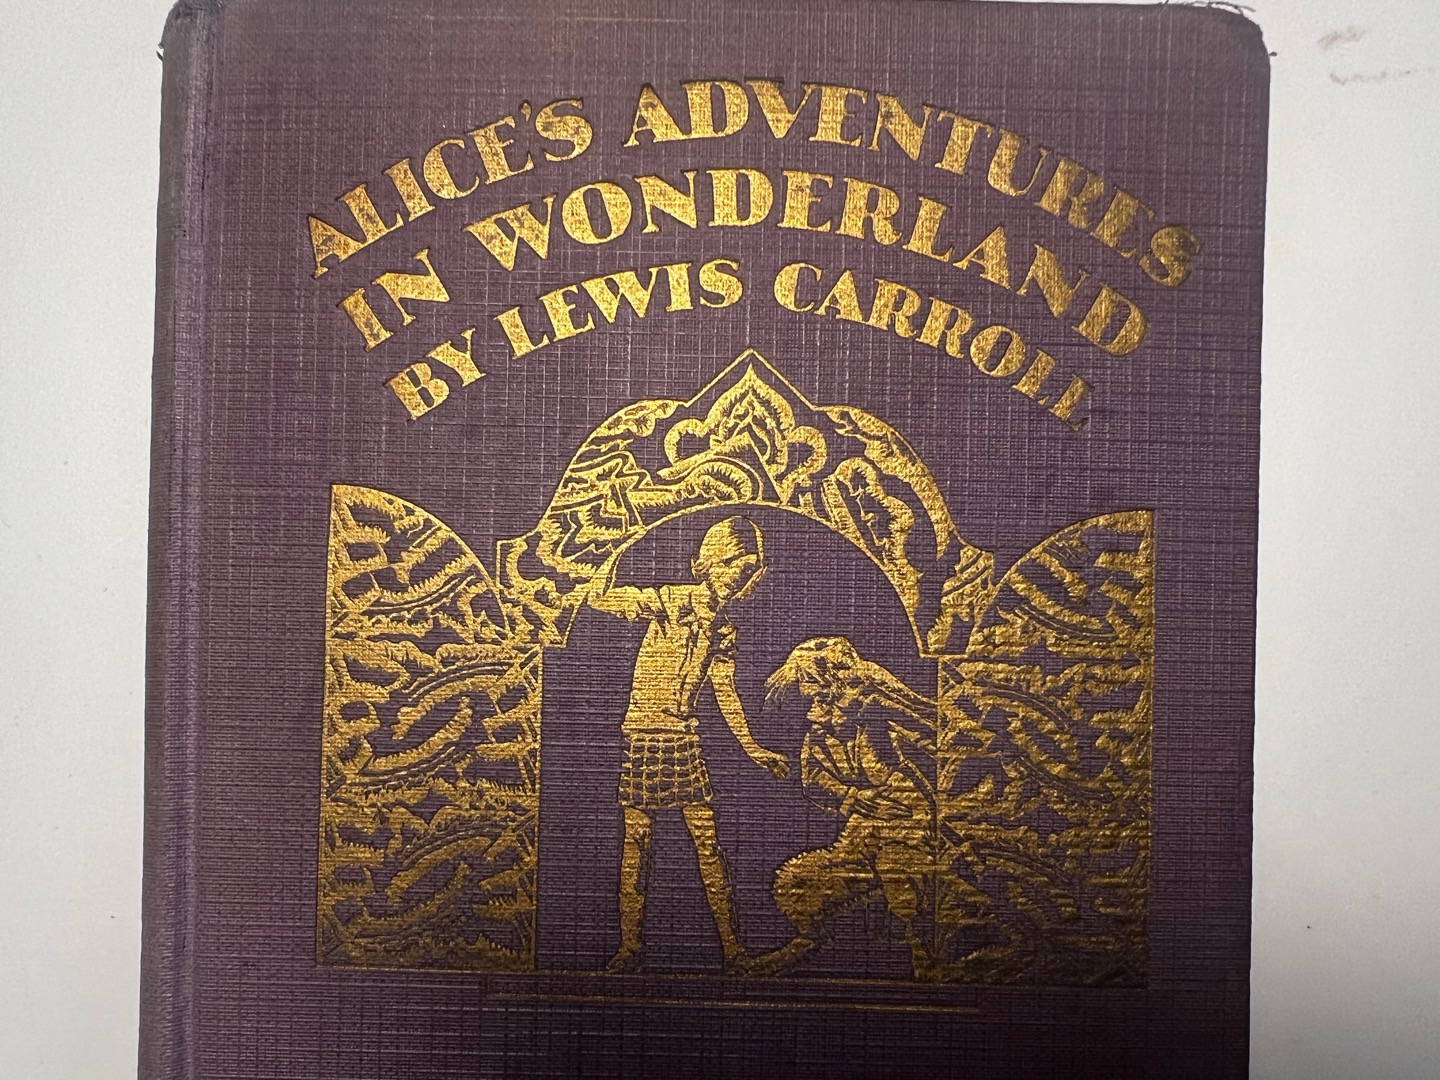 ALICE'S ADVENTURES
IN WONDERLAND
BY LEWIS CARROLL